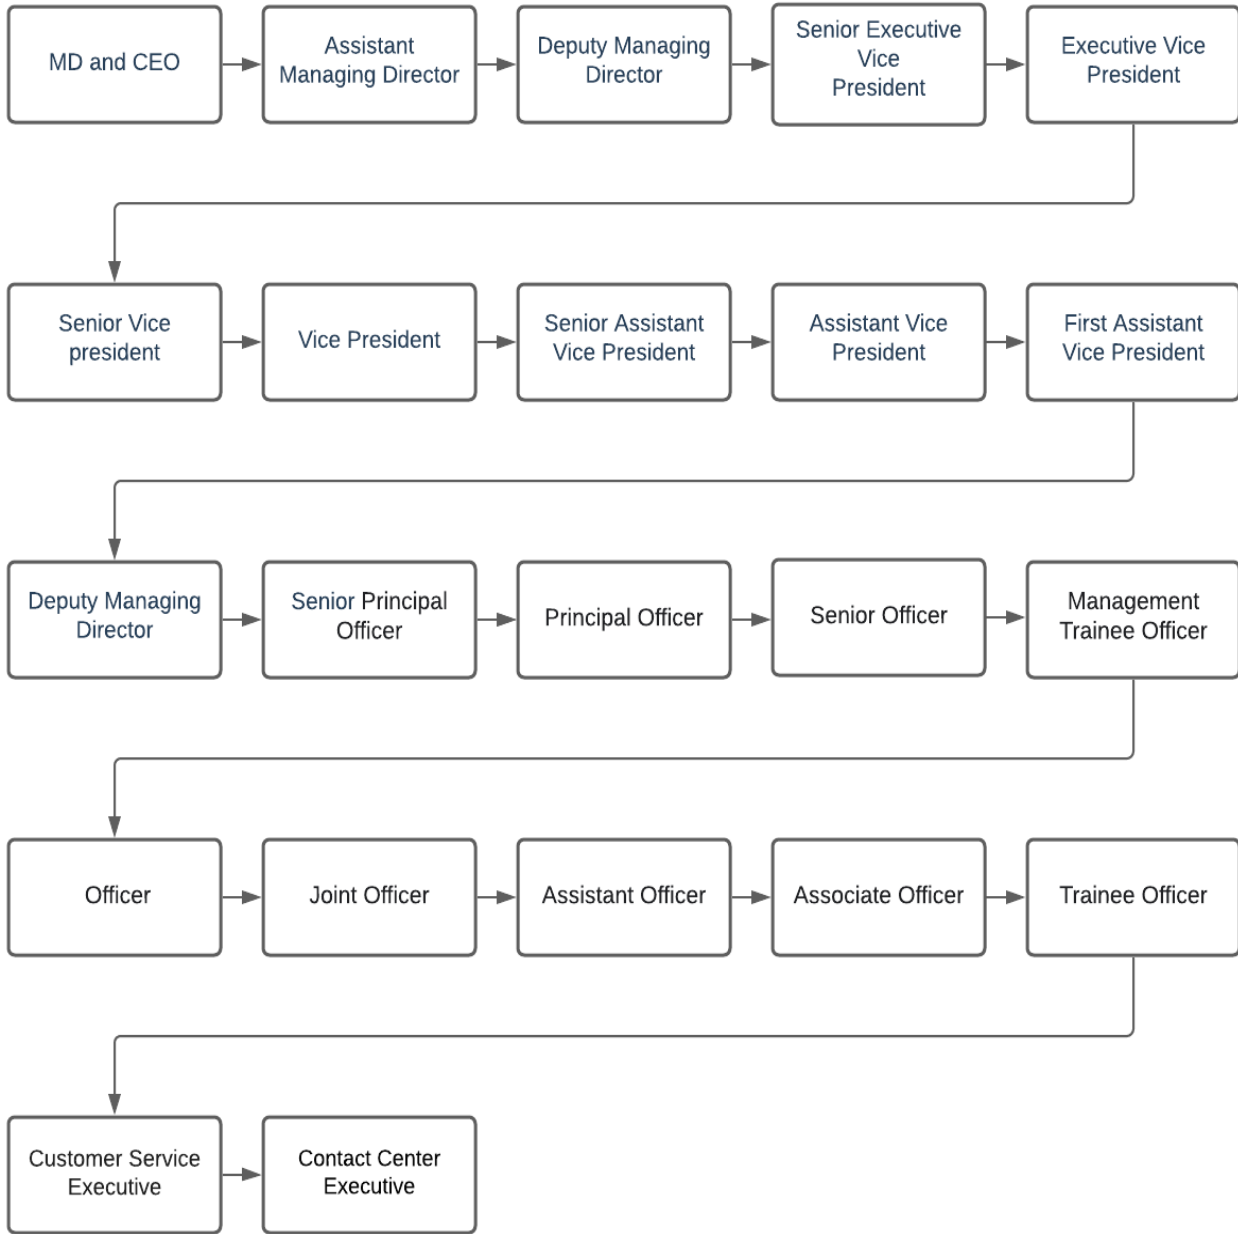 MD and CEO
Assistant
Managing Director
Deputy Managing
Director
Senior Executive
Vice
President
Executive Vice
President
Senior Vice
president
Vice President
Senior Assistant
Vice President
Assistant Vice
President
First Assistant
Vice President
Deputy Managing
Director
Senior Principal
Officer
Principal Officer
Senior Officer
Management
Trainee Officer
Officer
Joint Officer
Assistant Officer
Associate Officer
Trainee Officer
Customer Service
Executive
Contact Center
Executive